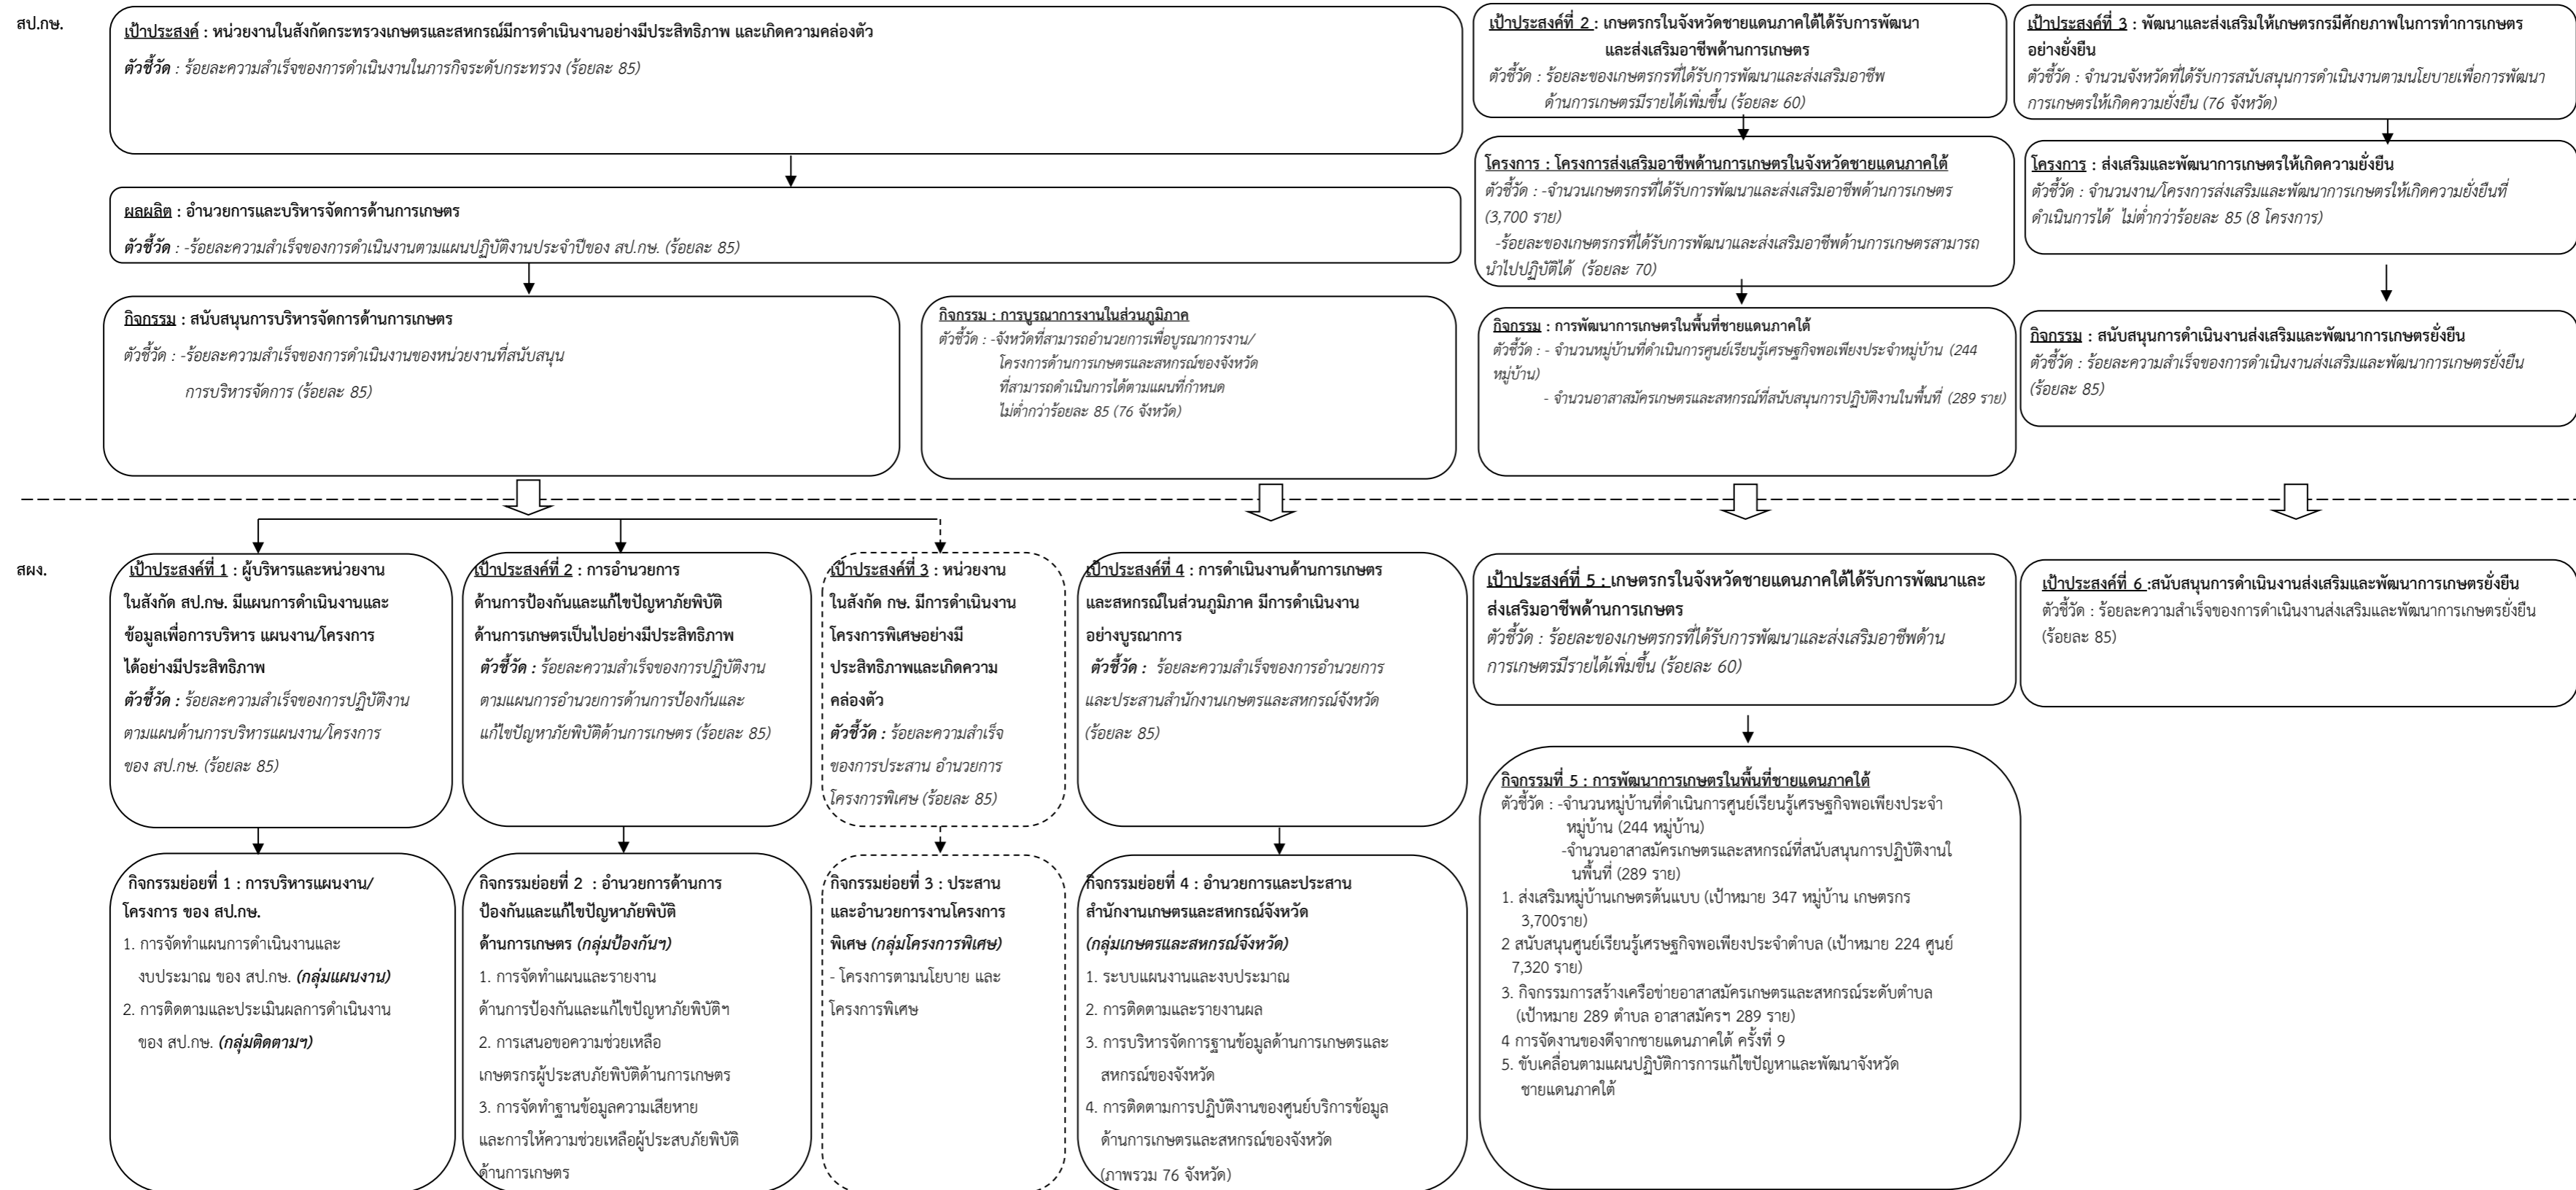 สป.กษ.
เป้าประสงค์ : หน่วยงานในสังกัดกระทรวงเกษตรและสหกรณ์มีการดำเนินงานอย่างมีประสิทธิภาพ และเกิดความคล่องตัว
ตัวชี้วัด : ร้อยละความสำเร็จของการดำเนินงานในภารกิจระดับกระทรวง (ร้อยละ 85)
เป้าประสงค์ที่ 2 : เกษตรกรในจังหวัดชายแดนภาคใต้ได้รับการพัฒนา
และส่งเสริมอาชีพด้านการเกษตร
ตัวชี้วัด : ร้อยละของเกษตรกรที่ได้รับการพัฒนาและส่งเสริมอาชีพ
ด้านการเกษตรมีรายได้เพิ่มขึ้น (ร้อยละ 60)
เป้าประสงค์ที่ 3 : พัฒนาและส่งเสริมให้เกษตรกรมีศักยภาพในการทำการเกษตร
อย่างยั่งยืน
ตัวชี้วัด : จำนวนจังหวัดที่ได้รับการสนับสนุนการดำเนินงานตามนโยบายเพื่อการพัฒนา
การเกษตรให้เกิดความยั่งยืน (76 จังหวัด)
ผลผลิต : อำนวยการและบริหารจัดการด้านการเกษตร
ตัวชี้วัด : -ร้อยละความสำเร็จของการดำเนินงานตามแผนปฏิบัติงานประจำปีของ สป.กษ. (ร้อยละ 85)
โครงการ : โครงการส่งเสริมอาชีพด้านการเกษตรในจังหวัดชายแดนภาคใต้
ตัวชี้วัด : -จำนวนเกษตรกรที่ได้รับการพัฒนาและส่งเสริมอาชีพด้านการเกษตร
(3,700 ราย)
-ร้อยละของเกษตรกรที่ได้รับการพัฒนาและส่งเสริมอาชีพด้านการเกษตรสามารถ
นำไปปฏิบัติได้ (ร้อยละ 70)
โครงการ : ส่งเสริมและพัฒนาการเกษตรให้เกิดความยั่งยืน
ตัวชี้วัด : จำนวนงาน/โครงการส่งเสริมและพัฒนาการเกษตรให้เกิดความยั่งยืนที่
ดำเนินการได้ ไม่ต่ำกว่าร้อยละ 85 (8 โครงการ)
กิจกรรม : สนับสนุนการบริหารจัดการด้านการเกษตร
ตัวชี้วัด : -ร้อยละความสำเร็จของการดำเนินงานของหน่วยงานที่สนับสนุน
การบริหารจัดการ (ร้อยละ 85)
กิจกรรม : การบูรณาการงานในส่วนภูมิภาค
ตัวชี้วัด : -จังหวัดที่สามารถอำนวยการเพื่อบูรณาการงาน/
โครงการด้านการเกษตรและสหกรณ์ของจังหวัด
ที่สามารถดำเนินการได้ตามแผนที่กำหนด
ไม่ต่ำกว่าร้อยละ 85 (76 จังหวัด)
กิจกรรม : การพัฒนาการเกษตรในพื้นที่ชายแดนภาคใต้
ตัวชี้วัด : - จำนวนหมู่บ้านที่ดำเนินการศูนย์เรียนรู้เศรษฐกิจพอเพียงประจำหมู่บ้าน (244
หมู่บ้าน)
- จำนวนอาสาสมัครเกษตรและสหกรณ์ที่สนับสนุนการปฏิบัติงานในพื้นที่ (289 ราย)
กิจกรรม : สนับสนุนการดำเนินงานส่งเสริมและพัฒนาการเกษตรยั่งยืน
ตัวชี้วัด : ร้อยละความสำเร็จของการดำเนินงานส่งเสริมและพัฒนาการเกษตรยั่งยืน
(ร้อยละ 85)
สผง.
เป้าประสงค์ที่ 1 : ผู้บริหารและหน่วยงาน
ในสังกัด สป.กษ. มีแผนการดำเนินงานและ
ข้อมูลเพื่อการบริหาร แผนงาน/โครงการ
ได้อย่างมีประสิทธิภาพ
ตัวชี้วัด : ร้อยละความสำเร็จของการปฏิบัติงาน
ตามแผนด้านการบริหารแผนงาน/โครงการ
ของ สป.กษ. (ร้อยละ 85)
เป้าประสงค์ที่ 2 : การอำนวยการ
ด้านการป้องกันและแก้ไขปัญหาภัยพิบัติ
ด้านการเกษตรเป็นไปอย่างมีประสิทธิภาพ
ตัวชี้วัด : ร้อยละความสำเร็จของการปฏิบัติงาน
ตามแผนการอำนวยการด้านการป้องกันและ
แก้ไขปัญหาภัยพิบัติด้านการเกษตร (ร้อยละ 85)
เป้าประสงค์ที่ 3 : หน่วยงาน
ในสังกัด กษ. มีการดำเนินงาน
โครงการพิเศษอย่างมี
ประสิทธิภาพและเกิดความ
คล่องตัว
ตัวชี้วัด : ร้อยละความสำเร็จ
ของการประสาน อำนวยการ
โครงการพิเศษ (ร้อยละ 85)
เป้าประสงค์ที่ 4 : การดำเนินงานด้านการเกษตร
และสหกรณ์ในส่วนภูมิภาค มีการดำเนินงาน
อย่างบูรณาการ
ตัวชี้วัด : ร้อยละความสำเร็จของการอำนวยการ
และประสานสำนักงานเกษตรและสหกรณ์จังหวัด
(ร้อยละ 85)
เป้าประสงค์ที่ 5 : เกษตรกรในจังหวัดชายแดนภาคใต้ได้รับการพัฒนาและ
ส่งเสริมอาชีพด้านการเกษตร
ตัวชี้วัด : ร้อยละของเกษตรกรที่ได้รับการพัฒนาและส่งเสริมอาชีพด้าน
การเกษตรมีรายได้เพิ่มขึ้น (ร้อยละ 60)
เป้าประสงค์ที่ 6 :สนับสนุนการดำเนินงานส่งเสริมและพัฒนาการเกษตรยั่งยืน
ตัวชี้วัด : ร้อยละความสำเร็จของการดำเนินงานส่งเสริมและพัฒนาการเกษตรยั่งยืน
(ร้อยละ 85)
กิจกรรมย่อยที่ 1 : การบริหารแผนงาน/
โครงการ ของ สป.กษ.
1. การจัดทำแผนการดำเนินงานและ
งบประมาณ ของ สป.กษ. (กลุ่มแผนงาน)
2. การติดตามและประเมินผลการดำเนินงาน
ของ สป.กษ. (กลุ่มติดตามฯ)
กิจกรรมย่อยที่ 2 : อำนวยการด้านการ
ป้องกันและแก้ไขปัญหาภัยพิบัติ
ด้านการเกษตร (กลุ่มป้องกันฯ)
1. การจัดทำแผนและรายงาน
ด้านการป้องกันและแก้ไขปัญหาภัยพิบัติฯ
2. การเสนอขอความช่วยเหลือ
เกษตรกรผู้ประสบภัยพิบัติด้านการเกษตร
3. การจัดทำฐานข้อมูลความเสียหาย
และการให้ความช่วยเหลือผู้ประสบภัยพิบัติ
ด้านการเกษตร
กิจกรรมย่อยที่ 3 : ประสาน
และอำนวยการงานโครงการ
พิเศษ (กลุ่มโครงการพิเศษ)
- โครงการตามนโยบาย และ
โครงการพิเศษ
กิจกรรมย่อยที่ 4 : อำนวยการและประสาน
สำนักงานเกษตรและสหกรณ์จังหวัด
(กลุ่มเกษตรและสหกรณ์จังหวัด)
1. ระบบแผนงานและงบประมาณ
2. การติดตามและรายงานผล
3. การบริหารจัดการฐานข้อมูลด้านการเกษตรและ
สหกรณ์ของจังหวัด
4. การติดตามการปฏิบัติงานของศูนย์บริการข้อมูล
ด้านการเกษตรและสหกรณ์ของจังหวัด
(ภาพรวม 76 จังหวัด)
กิจกรรมที่ 5 : การพัฒนาการเกษตรในพื้นที่ชายแดนภาคใต้
ตัวชี้วัด : -จำนวนหมู่บ้านที่ดำเนินการศูนย์เรียนรู้เศรษฐกิจพอเพียงประจำ
หมู่บ้าน (244 หมู่บ้าน)
-จำนวนอาสาสมัครเกษตรและสหกรณ์ที่สนับสนุนการปฏิบัติงานใ
นพื้นที่ (289 ราย)
1. ส่งเสริมหมู่บ้านเกษตรต้นแบบ (เป้าหมาย 347 หมู่บ้าน เกษตรกร
3,700ราย)
2 สนับสนุนศูนย์เรียนรู้เศรษฐกิจพอเพียงประจำตำบล (เป้าหมาย 224 ศูนย์
7,320 ราย)
3. กิจกรรมการสร้างเครือข่ายอาสาสมัครเกษตรและสหกรณ์ระดับตำบล
(เป้าหมาย 289 ตำบล อาสาสมัครฯ 289 ราย)
4 การจัดงานของดีจากชายแดนภาคใต้ ครั้งที่ 9
5. ขับเคลื่อนตามแผนปฏิบัติการการแก้ไขปัญหาและพัฒนาจังหวัด
ชายแดนภาคใต้